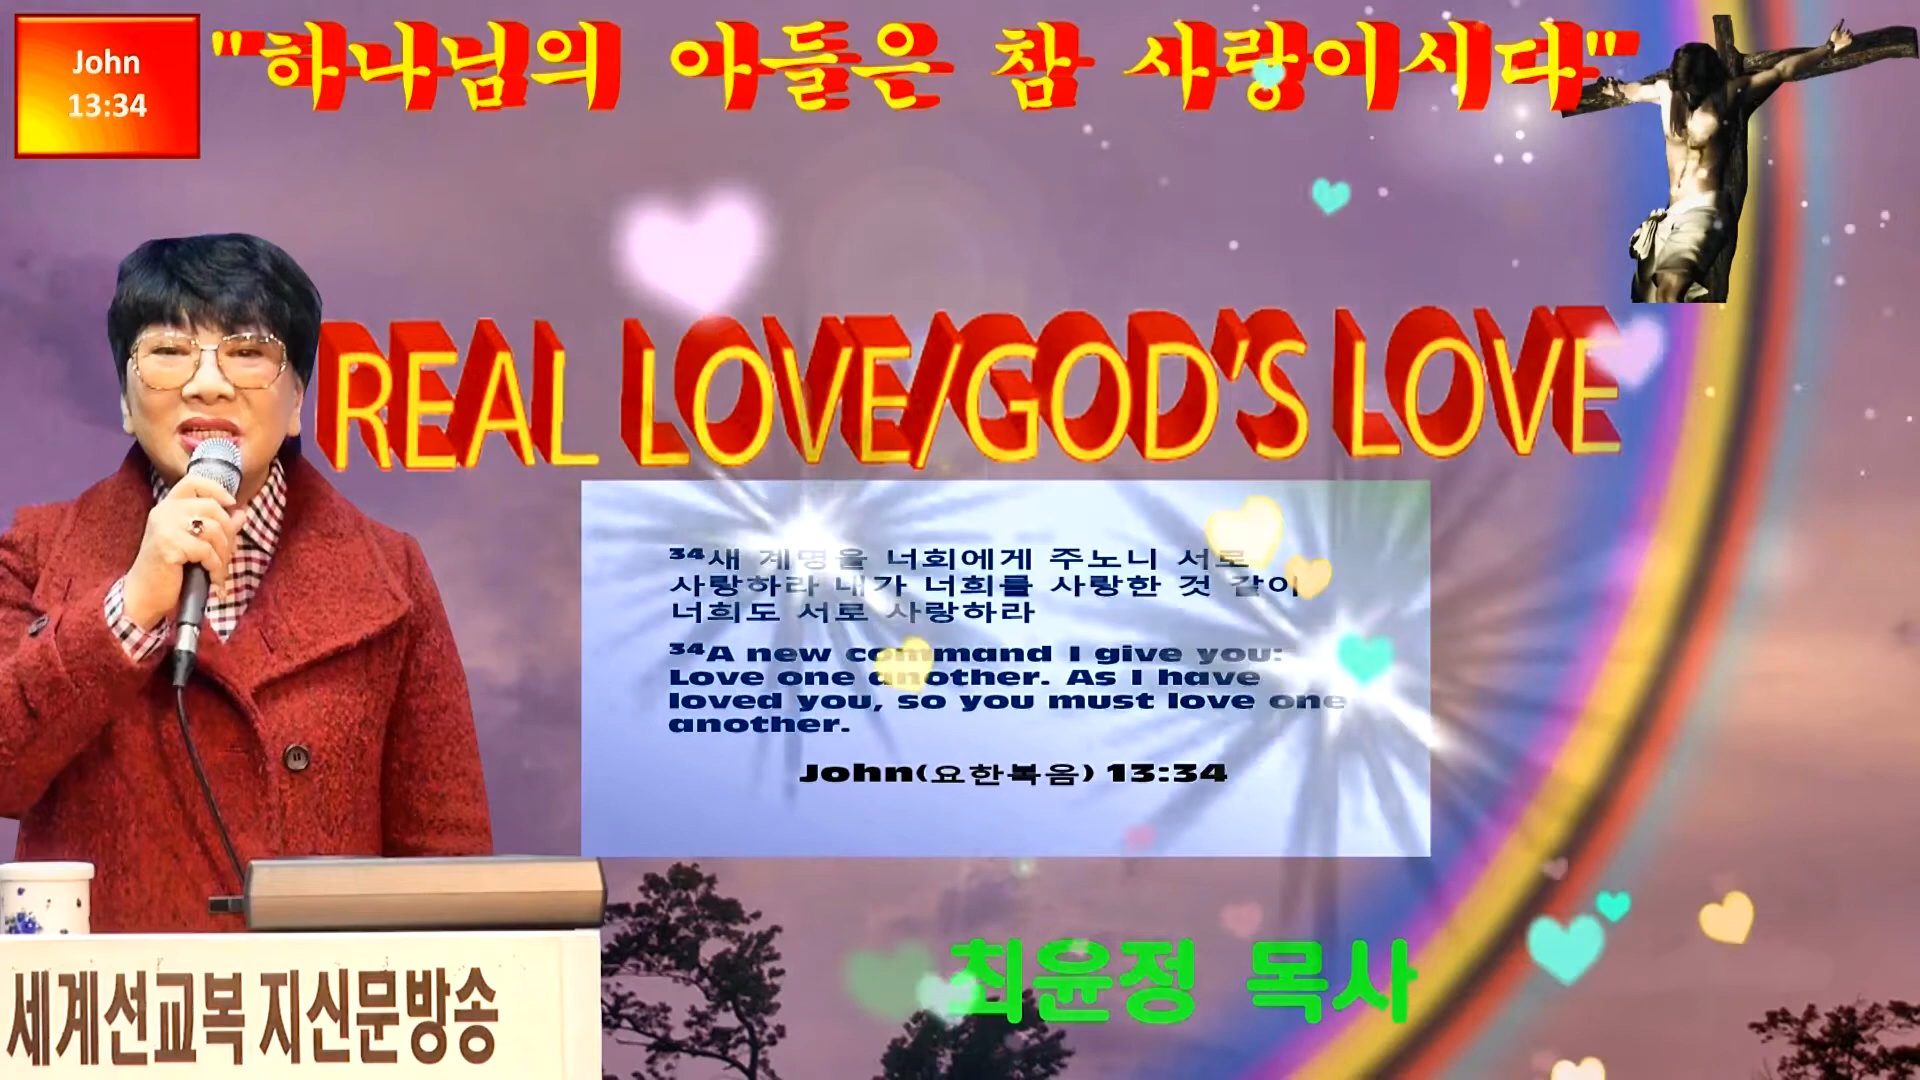 John
13:34
"하나님의 아들은 참 사랑이시다"
REAL LOVE/GOD'S LOVE
³⁴새 계명을 너희에게 주노니 서로
사랑하라 내가 너희를 사랑한 것 같이
너희도 서로 사랑하라
³⁴A new command I give you:
Love one another. As I have
loved you, so you must love one
another.
John(요한복음) 13:34
최윤정 목사
세계선교복지신문방송